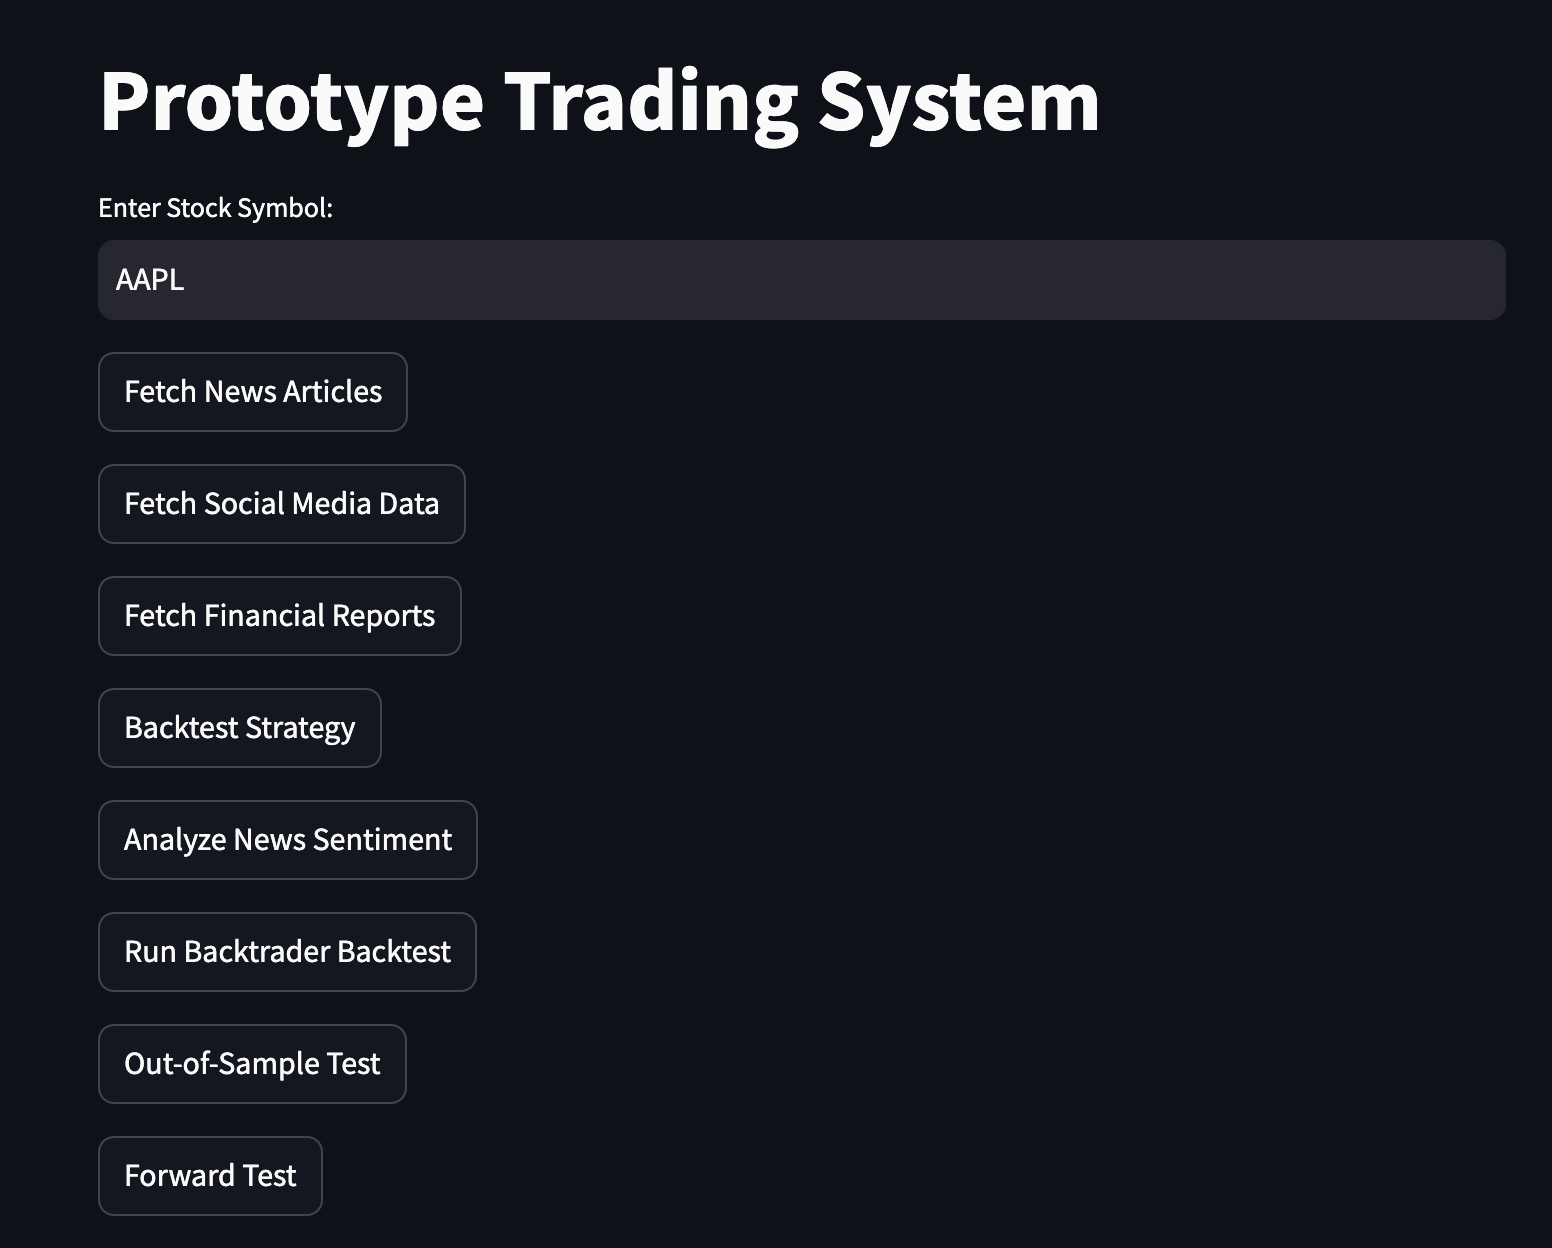 Prototype Trading System
Enter Stock Symbol:
AAPL
Fetch News Articles
Fetch Social Media Data
Fetch Financial Reports
Backtest Strategy
Analyze News Sentiment
Run Backtrader Backtest
Out-of-Sample Test
Forward Test